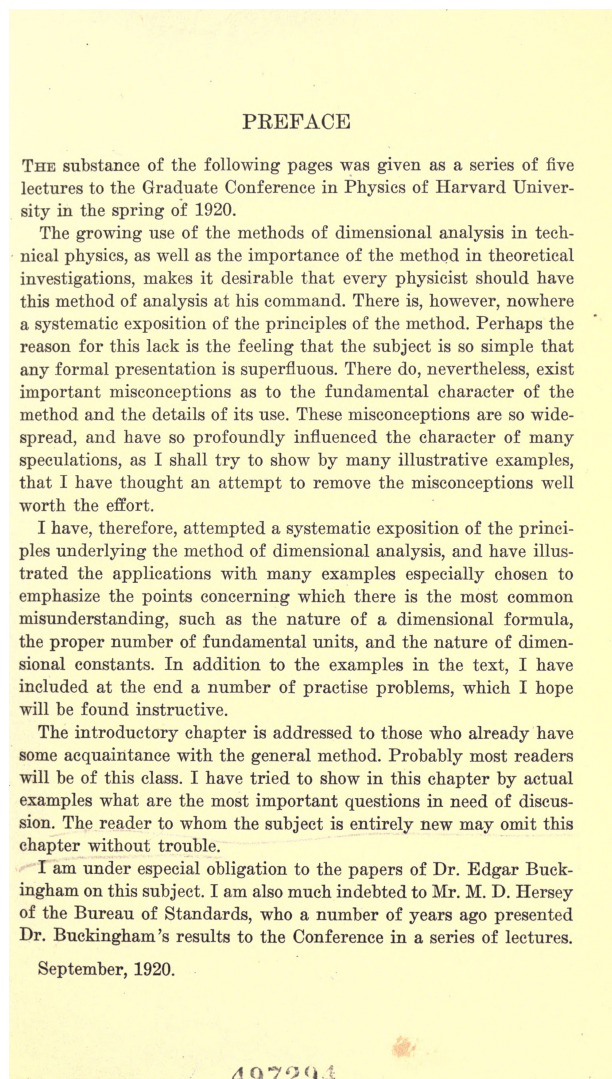 PREFACE
THE substance of the following pages was given as a series of five
lectures to the Graduate Conference in Physics of Harvard Univer-
sity in the spring of 1920.
The growing use of the methods of dimensional analysis in tech-
nical physics, as well as the importance of the method in theoretical
investigations, makes it desirable that every physicist should have
this method of analysis at his command. There is, however, nowhere
a systematic exposition of the principles of the method. Perhaps the
reason for this lack is the feeling that the subject is so simple that
any formal presentation is superfluous. There do, nevertheless, exist
important misconceptions as to the fundamental character of the
method and the details of its use. These misconceptions are so wide-
spread, and have so profoundly influenced the character of many
speculations, as I shall try to show by many illustrative examples,
that I have thought an attempt to remove the misconceptions well
worth the effort.
I have, therefore, attempted a systematic exposition of the princi-
ples underlying the method of dimensional analysis, and have illus-
trated the applications with many examples especially chosen to
emphasize the points concerning which there is the most common
misunderstanding, such as the nature of a dimensional formula,
the proper number of fundamental units, and the nature of dimen-
sional constants. In addition to the examples in the text, I have
included at the end a number of practise problems, which I hope
will be found instructive.
The introductory chapter is addressed to those who already have
some acquaintance with the general method. Probably most readers
will be of this class. I have tried to show in this chapter by actual
examples what are the most important questions in need of discus-
sion. The reader to whom the subject is entirely new may omit this
chapter without trouble.
I am under especial obligation to the papers of Dr. Edgar Buck-
ingham on this subject. I am also much indebted to Mr. M. D. Hersey
of the Bureau of Standards, who a number of years ago presented
Dr. Buckingham's results to the Conference in a series of lectures.
September, 1920.